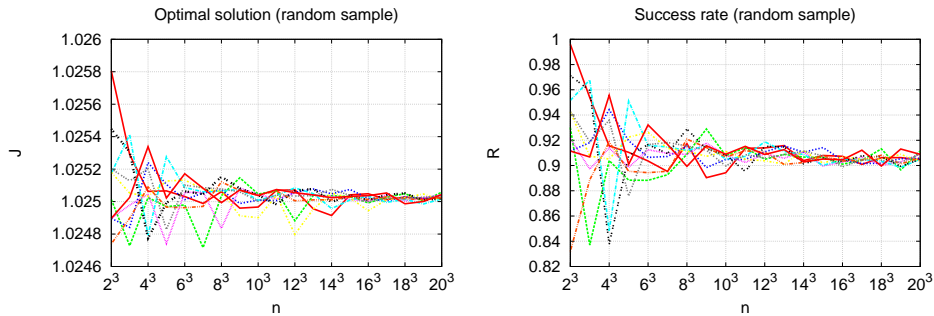 Optimal solution (random sample)
1.026
1.0258
1.0256
1.0254
1.0252
1.025
1.0248
1.0246
J
2³ 4³ 6³ 8³ 10³ 12³ 14³ 16³ 18³ 20³
n
Success rate (random sample)
1
0.98
0.96
0.94
0.92
0.9
0.88
0.86
0.84
0.82
R
2³ 4³ 6³ 8³ 10³ 12³ 14³ 16³ 18³ 20³
n